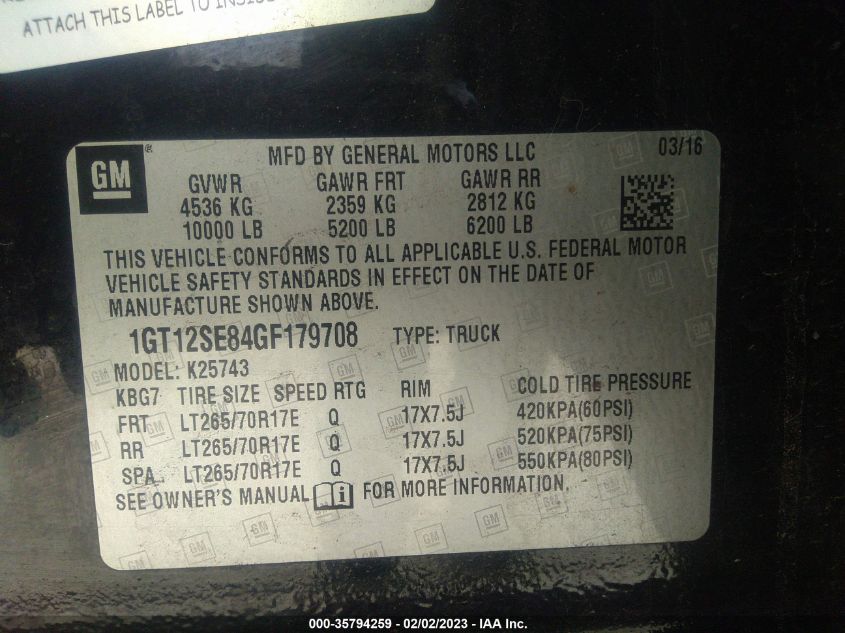 ATTACH THIS LABEL TO INSIDE
GM
MFD BY GENERAL MOTORS LLC 03/16
GVWR GAWR FRT GAWR RR
4536 KG 2359 KG 2812 KG
10000 LB 5200 LB 6200 LB
THIS VEHICLE CONFORMS TO ALL APPLICABLE U.S. FEDERAL MOTOR
VEHICLE SAFETY STANDARDS IN EFFECT ON THE DATE OF
MANUFACTURE SHOWN ABOVE.
1GT12SE84GF179708 TYPE: TRUCK
MODEL: K25743
KBG7 TIRE SIZE SPEED RTG RIM COLD TIRE PRESSURE
FRT LT265/70R17E Q 17X7.5J 420KPA(60PSI)
RR LT265/70R17E Q 17X7.5J 520KPA(75PSI)
SPA LT265/70R17E Q 17X7.5J 550KPA(80PSI)
SEE OWNER'S MANUAL i FOR MORE INFORMATION.
000-35794259 - 02/02/2023 - IAA Inc.